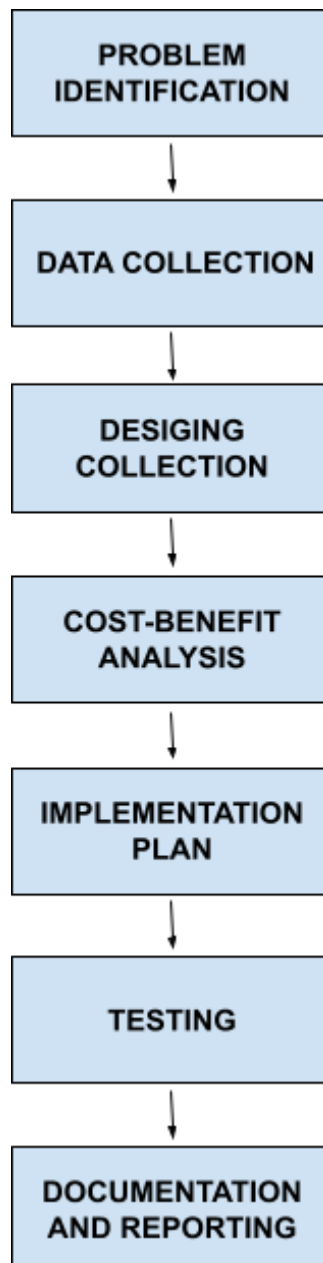 PROBLEM
IDENTIFICATION
DATA COLLECTION
DESIGING
COLLECTION
COST-BENEFIT
ANALYSIS
IMPLEMENTATION
PLAN
TESTING
DOCUMENTATION
AND REPORTING